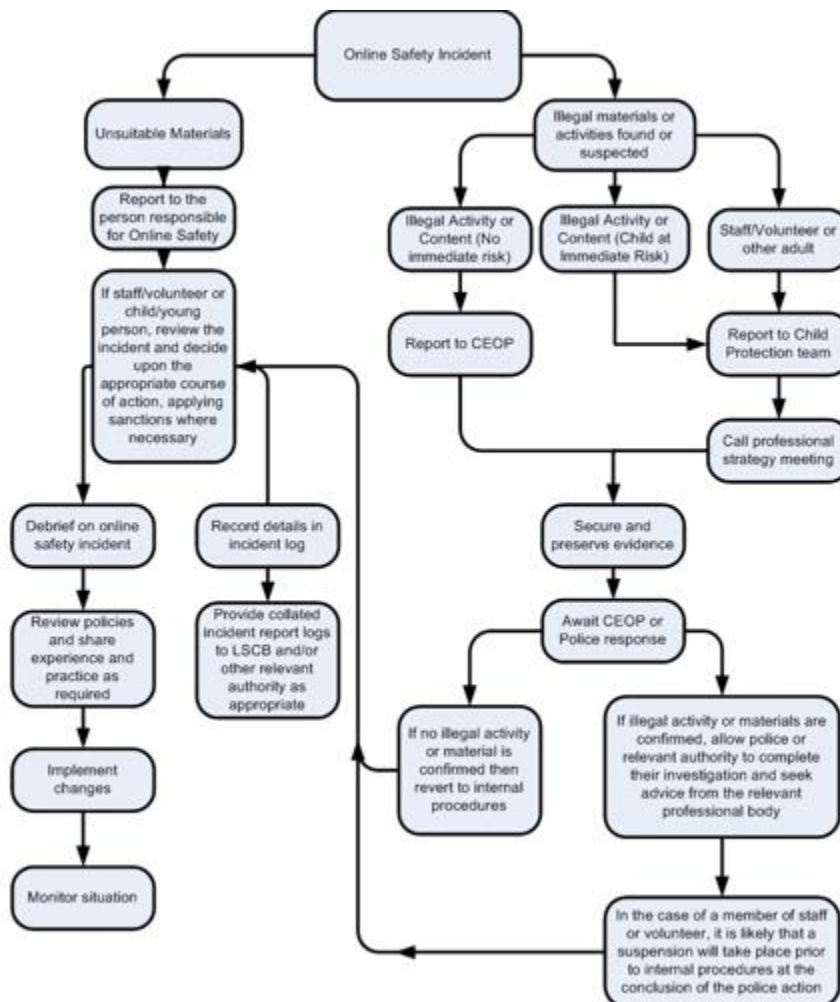 Online Safety Incident
Unsuitable Materials
Illegal materials or
activities found or
suspected
Report to the
person responsible
for Online Safety
Illegal Activity or
Content (No
immediate risk)
Illegal Activity or
Content (Child at
Immediate Risk)
Staff/Volunteer or
other adult
If staff/volunteer or
child/young
person, review the
incident and decide
upon the
appropriate course
of action, applying
sanctions where
necessary
Report to CEOP
Report to Child
Protection team
Call professional
strategy meeting
Debrief on online
safety incident
Record details in
incident log
Secure and
preserve evidence
Review policies
and share
experience and
practice as
required
Provide collated
incident report logs
to LSCB and/or
other relevant
authority as
appropriate
Await CEOP or
Police response
If no illegal activity
or material is
confirmed then
revert to internal
procedures
If illegal activity or materials are
confirmed, allow police or
relevant authority to complete
their investigation and seek
advice from the relevant
professional body
Implement
changes
Monitor situation
In the case of a member of staff
or volunteer, it is likely that a
suspension will take place prior
to internal procedures at the
conclusion of the police action